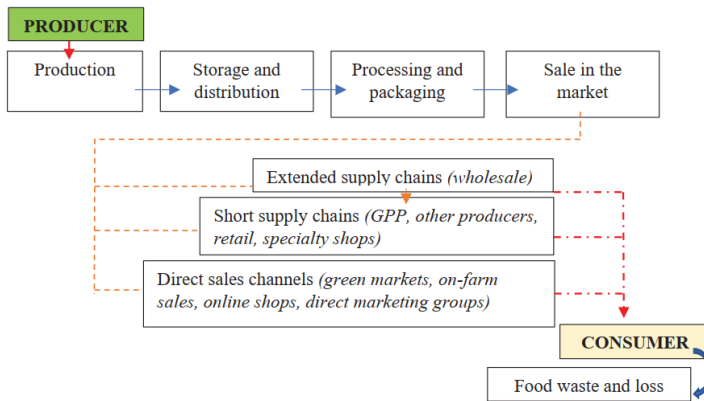 PRODUCER
Production
Storage and
distribution
Processing and
packaging
Sale in the
market
Extended supply chains (wholesale)
Short supply chains (GPP, other producers,
retail, specialty shops)
Direct sales channels (green markets, on-farm
sales, online shops, direct marketing groups)
CONSUMER
Food waste and loss